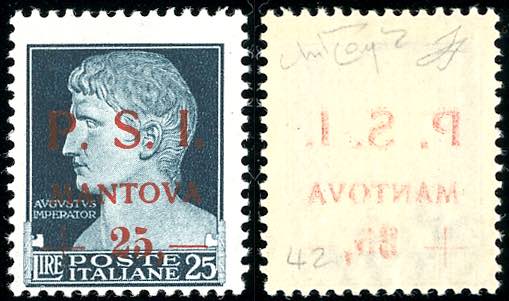 P. S. I.
MANTOVA
AVGVSTVS
IMPERATOR
+ 25,—
LIRE POSTE ITALIANE 25
P. S. I.
MANTOVA
42